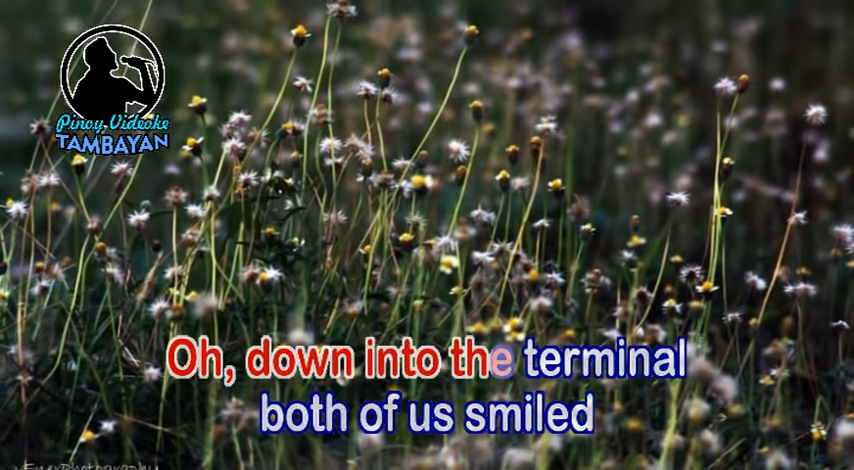 Pinoy Videoke
TAMBAYAN
Oh, down into the terminal
both of us smiled